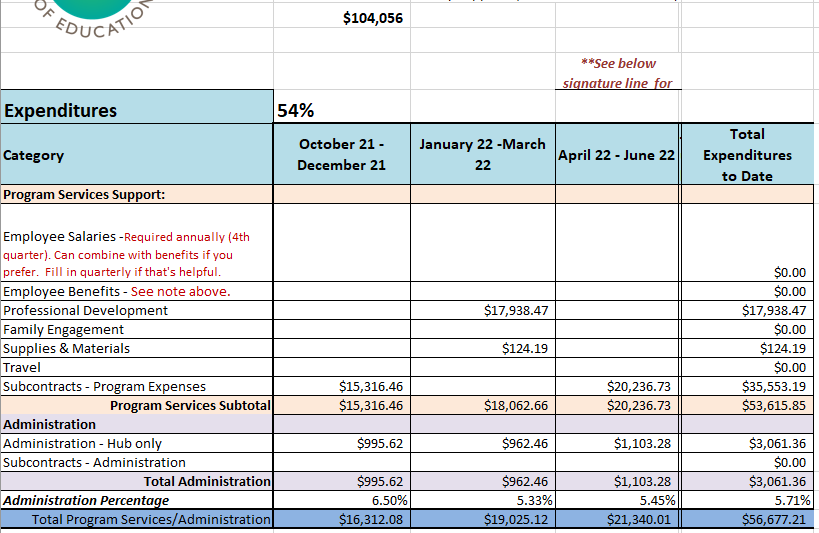 OF EDUCATION
$104,056
**See below
signature line for
Expenditures 54%
Category October 21 - December 21 January 22 -March 22 April 22 - June 22 Total Expenditures to Date
Program Services Support:
Employee Salaries -Required annually (4th
quarter). Can combine with benefits if you
prefer. Fill in quarterly if that's helpful. $0.00
Employee Benefits - See note above. $0.00
Professional Development $17,938.47 $17,938.47
Family Engagement $0.00
Supplies & Materials $124.19 $124.19
Travel $0.00
Subcontracts - Program Expenses $15,316.46 $20,236.73 $35,553.19
Program Services Subtotal $15,316.46 $18,062.66 $20,236.73 $53,615.85
Administration
Administration - Hub only $995.62 $962.46 $1,103.28 $3,061.36
Subcontracts - Administration $0.00
Total Administration $995.62 $962.46 $1,103.28 $3,061.36
Administration Percentage 6.50% 5.33% 5.45% 5.71%
Total Program Services/Administration $16,312.08 $19,025.12 $21,340.01 $56,677.21